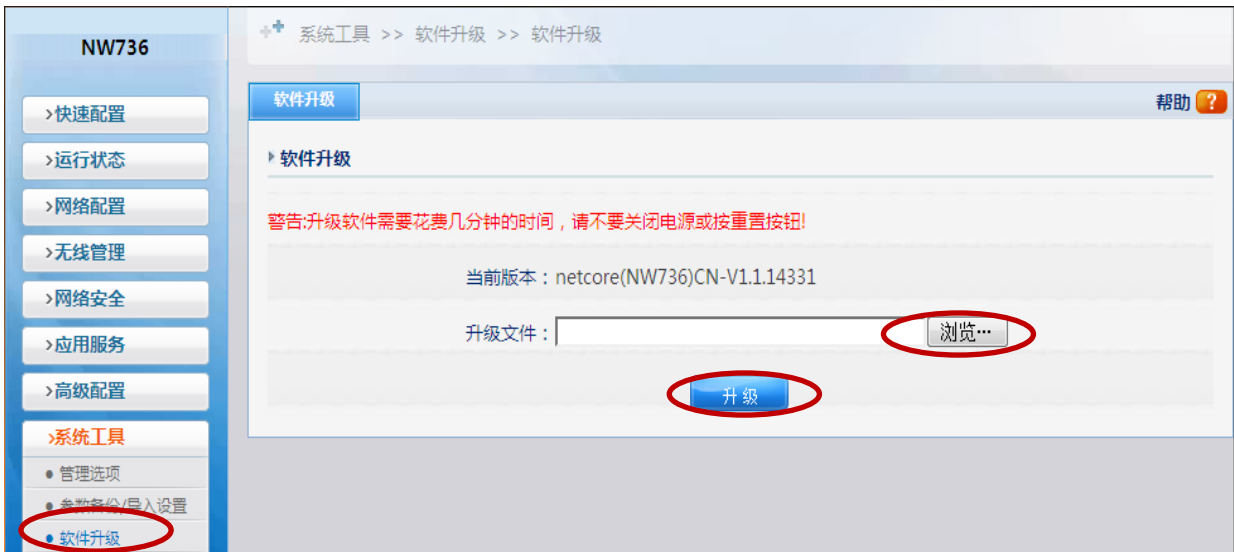 NW736
系统工具 >> 软件升级 >> 软件升级
›快速配置
›运行状态
›网络配置
›无线管理
›网络安全
›应用服务
›高级配置
›系统工具
● 管理选项
● 参数备份/导入设置
● 软件升级
软件升级
帮助 ?
软件升级
警告:升级软件需要花费几分钟的时间，请不要关闭电源或按重置按钮!
当前版本：netcore(NW736)CN-V1.1.14331
升级文件：
浏览…
升级